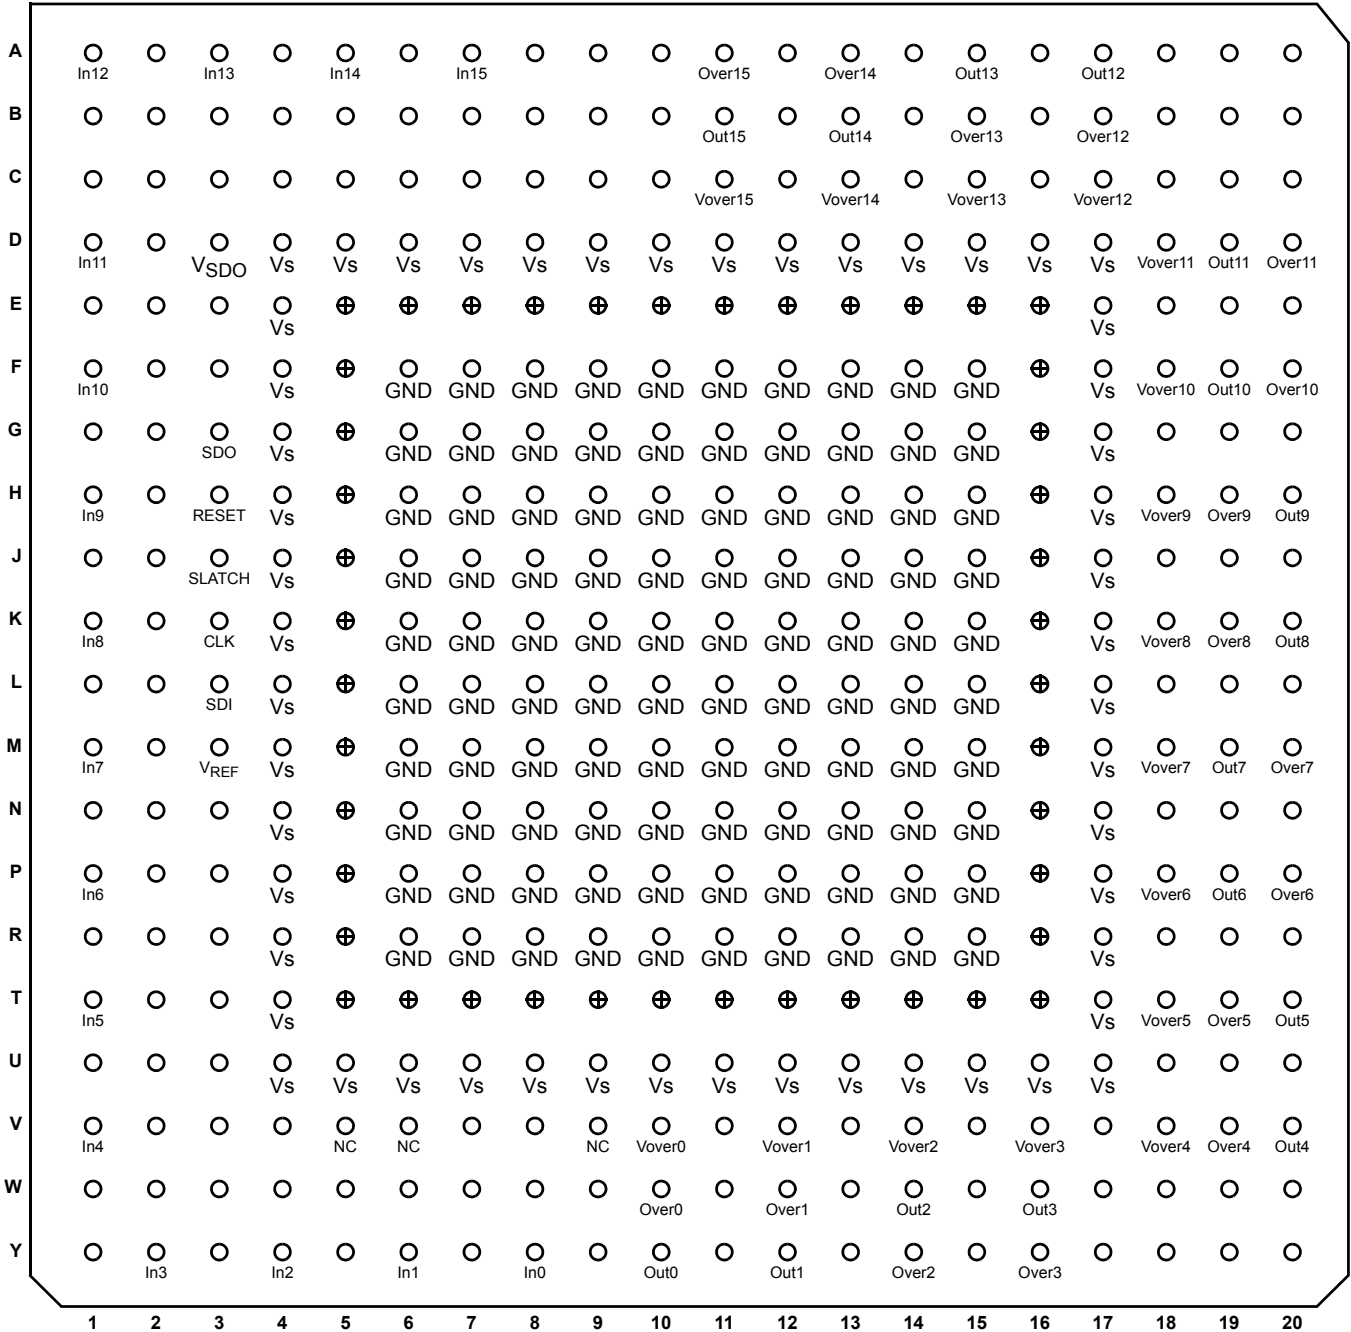 A
In12 In13 In14 In15 Over15 Over14 Out13 Out12
B
Out15 Out14 Over13 Over12
C
Vover15 Vover14 Vover13 Vover12
D
In11 VSDO Vs Vs Vs Vs Vs Vs Vs Vs Vs Vs Vs Vs Vs Vs Vover11 Out11 Over11
E
Vs Vs
F
In10 Vs GND GND GND GND GND GND GND GND GND GND Vs Vover10 Out10 Over10
G
SDO Vs GND GND GND GND GND GND GND GND GND GND Vs
H
In9 RESET Vs GND GND GND GND GND GND GND GND GND GND Vs Vover9 Over9 Out9
J
SLATCH Vs GND GND GND GND GND GND GND GND GND GND Vs
K
In8 CLK Vs GND GND GND GND GND GND GND GND GND GND Vs Vover8 Over8 Out8
L
SDI Vs GND GND GND GND GND GND GND GND GND GND Vs
M
In7 VREF Vs GND GND GND GND GND GND GND GND GND GND Vs Vover7 Out7 Over7
N
Vs GND GND GND GND GND GND GND GND GND GND Vs
P
In6 Vs GND GND GND GND GND GND GND GND GND GND Vs Vover6 Out6 Over6
R
Vs GND GND GND GND GND GND GND GND GND GND Vs
T
In5 Vs Vs Vover5 Over5 Out5
U
Vs Vs Vs Vs Vs Vs Vs Vs Vs Vs Vs Vs Vs Vs
V
In4 NC NC NC Vover0 Vover1 Vover2 Vover3 Vover4 Over4 Out4
W
Over0 Over1 Out2 Out3
Y
In3 In2 In1 In0 Out0 Out1 Over2 Over3
1 2 3 4 5 6 7 8 9 10 11 12 13 14 15 16 17 18 19 20